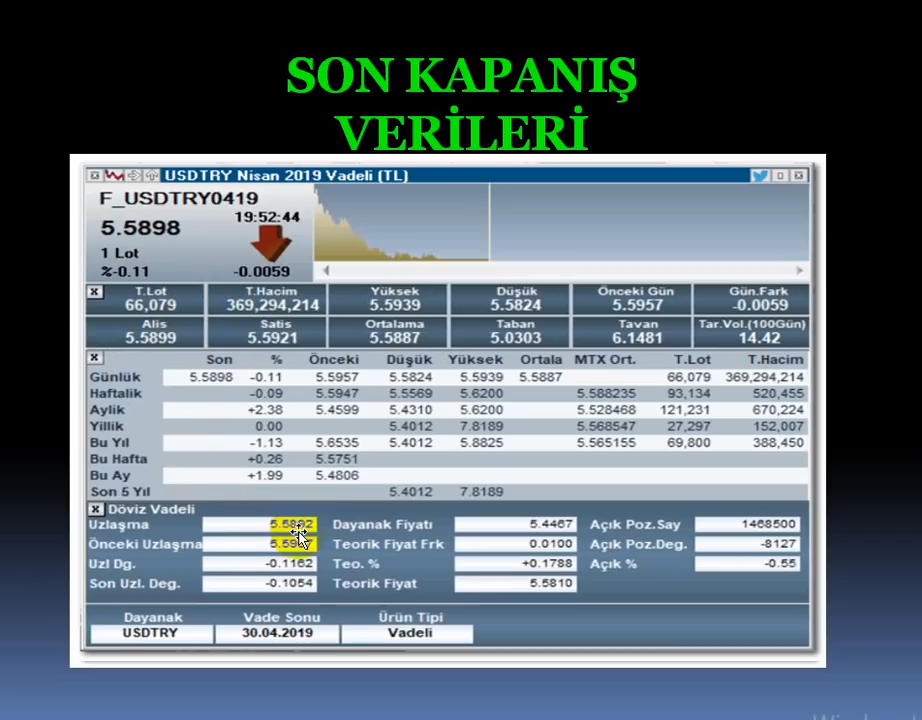 SON KAPANIŞ
VERİLERİ
USDTRY Nisan 2019 Vadeli (TL)
F_USDTRY0419
19:52:44
5.5898
1 Lot
%-0.11 -0.0059
T.Lot T.Hacim Yüksek Düşük Önceki Gün Gün.Fark
66,079 369,294,214 5.5939 5.5824 5.5957 -0.0059
Alis Satis Ortalama Taban Tavan Tar.Vol.(100Gün)
5.5899 5.5921 5.5887 5.0303 6.1481 14.42
Son % Önceki Düşük Yüksek Ortala MTX Ort. T.Lot T.Hacim
Günlük 5.5898 -0.11 5.5957 5.5824 5.5939 5.5887 66,079 369,294,214
Haftalik -0.09 5.5947 5.5569 5.6200 5.588235 93,134 520,455
Aylik +2.38 5.4599 5.4310 5.6200 5.528468 121,231 670,224
Yillik 0.00 5.4012 7.8189 5.568547 27,297 152,007
Bu Yıl -1.13 5.6535 5.4012 5.8825 5.565155 69,800 388,450
Bu Hafta +0.26 5.5751
Bu Ay +1.99 5.4806
Son 5 Yıl 5.4012 7.8189
Döviz Vadeli
Uzlaşma Dayanak Fiyatı 5.4467 Açık Poz.Say 1468500
Önceki Uzlaşma Teorik Fiyat Frk 0.0100 Açık Poz.Deg. -8127
Uzl Dg. -0.1162 Teo. % +0.1788 Açık % -0.55
Son Uzl. Deg. -0.1054 Teorik Fiyat 5.5810
Dayanak Vade Sonu Ürün Tipi
USDTRY 30.04.2019 Vadeli